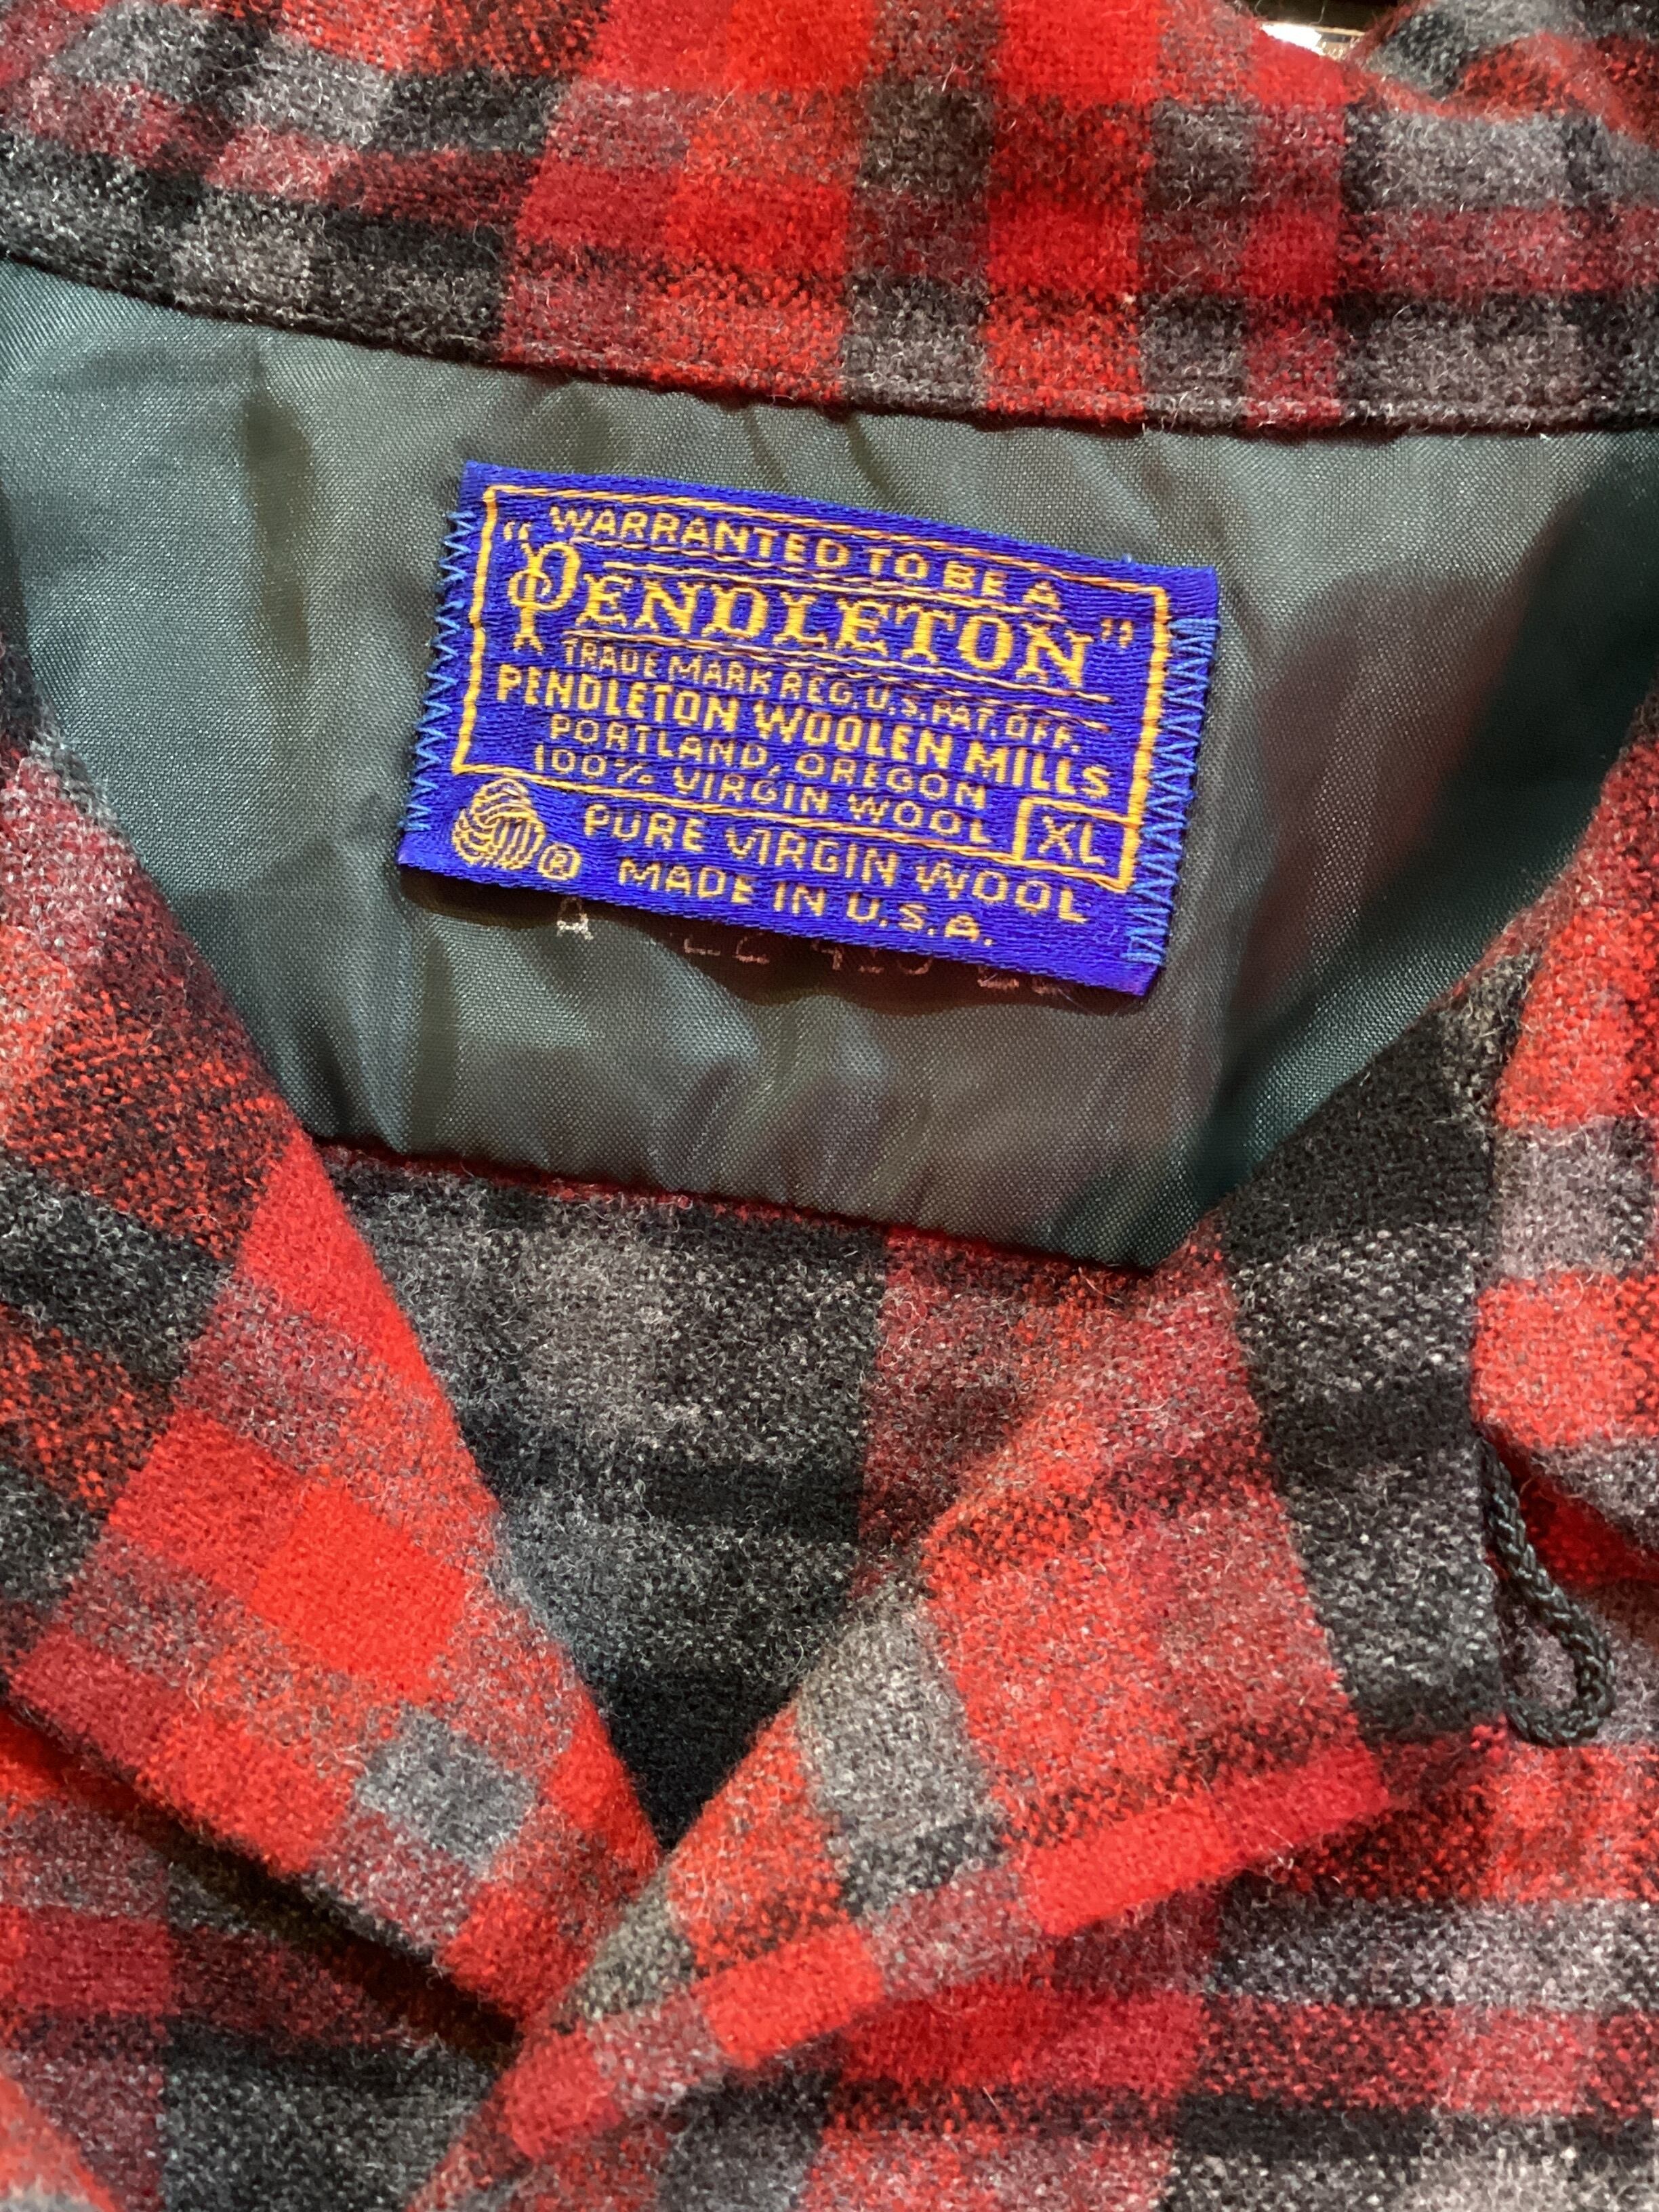 WARRANTED TO BE A
"PENDLETON"
TRADE MARK REG. U.S. PAT. OFF.
PENDLETON WOOLEN MILLS
PORTLAND, OREGON
100% VIRGIN WOOL
XL
® PURE VIRGIN WOOL
MADE IN U.S.A.
A